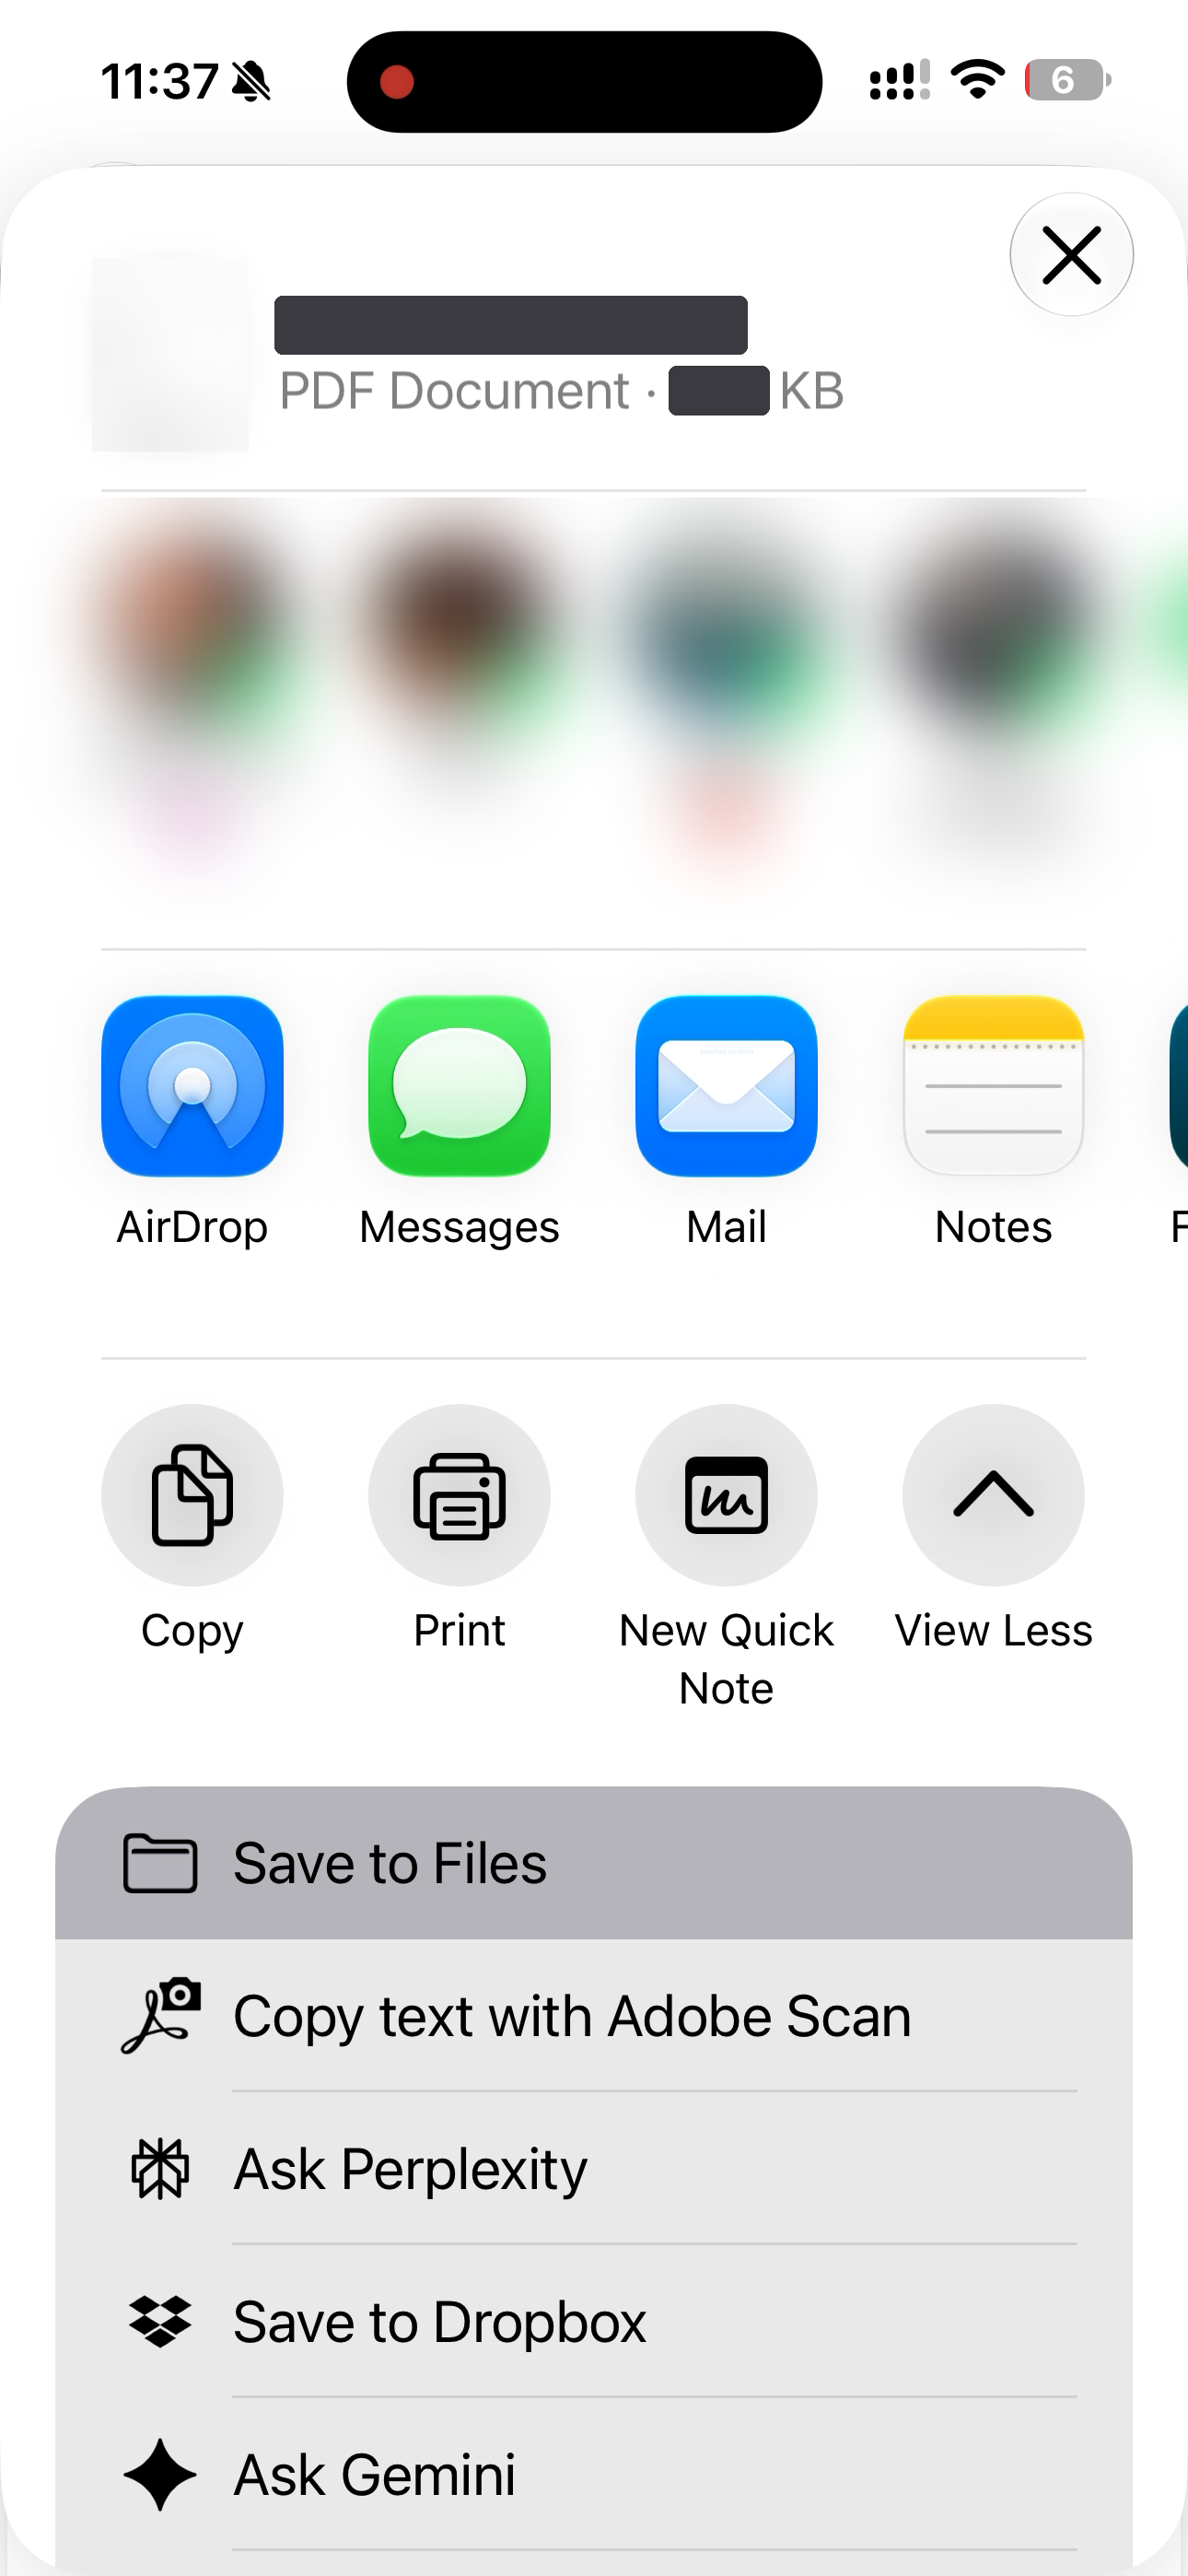 11:37
6
PDF Document · KB
AirDrop
Messages
Mail
Notes
F
Copy
Print
New Quick
Note
View Less
Save to Files
Copy text with Adobe Scan
Ask Perplexity
Save to Dropbox
Ask Gemini